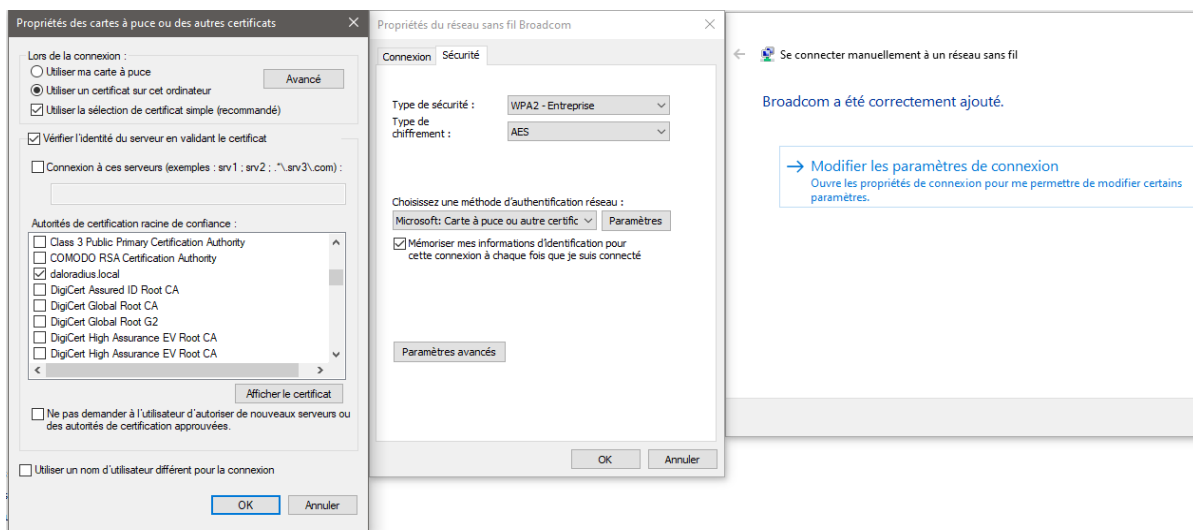 Propriétés des cartes à puce ou des autres certificats
Lors de la connexion :
Utiliser ma carte à puce
Avancé
Utiliser un certificat sur cet ordinateur
Utiliser la sélection de certificat simple (recommandé)
Vérifier l'identité du serveur en validant le certificat
Connexion à ces serveurs (exemples : srv1 ; srv2 ; .*\.srv3\.com) :
Autorités de certification racine de confiance :
Class 3 Public Primary Certification Authority
COMODO RSA Certification Authority
daloradius.local
DigiCert Assured ID Root CA
DigiCert Global Root CA
DigiCert Global Root G2
DigiCert High Assurance EV Root CA
DigiCert High Assurance EV Root CA
Afficher le certificat
Ne pas demander à l'utilisateur d'autoriser de nouveaux serveurs ou
des autorités de certification approuvées.
Utiliser un nom d'utilisateur différent pour la connexion
OK
Annuler
Propriétés du réseau sans fil Broadcom
Connexion
Sécurité
Type de sécurité :
WPA2 - Entreprise
Type de
chiffrement :
AES
Choisissez une méthode d'authentification réseau :
Microsoft: Carte à puce ou autre certific
Paramètres
Mémoriser mes informations d'identification pour
cette connexion à chaque fois que je suis connecté
Paramètres avancés
OK
Annuler
Se connecter manuellement à un réseau sans fil
Broadcom a été correctement ajouté.
Modifier les paramètres de connexion
Ouvre les propriétés de connexion pour me permettre de modifier certains
paramètres.